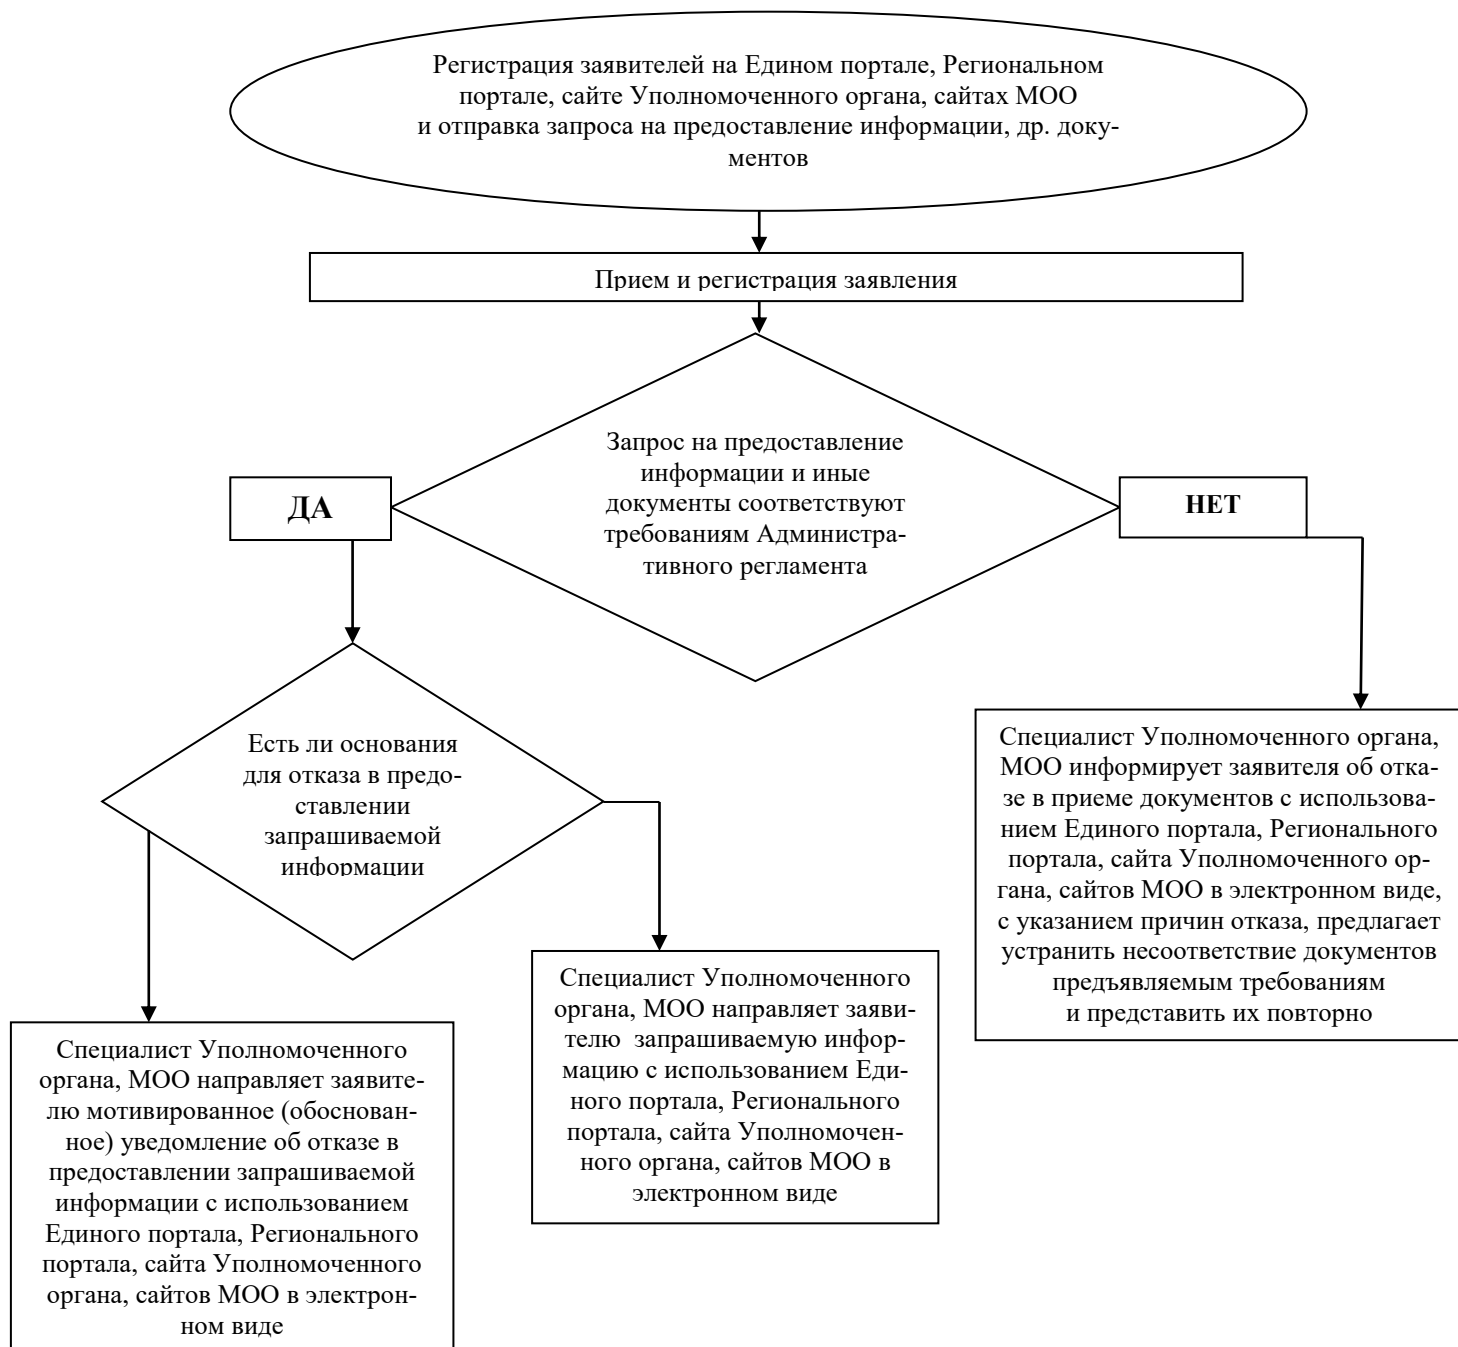 Регистрация заявителей на Едином портале, Региональном
портале, сайте Уполномоченного органа, сайтах МОО
и отправка запроса на предоставление информации, др. доку-
ментов
Прием и регистрация заявления
Запрос на предоставление
информации и иные
документы соответствуют
требованиям Администра-
тивного регламента
ДА
НЕТ
Есть ли основания
для отказа в предо-
ставлении
запрашиваемой
информации
Специалист Уполномоченного органа,
МОО информирует заявителя об отка-
зе в приеме документов с использова-
нием Единого портала, Регионального
портала, сайта Уполномоченного ор-
гана, сайтов МОО в электронном виде,
с указанием причин отказа, предлагает
устранить несоответствие документов
предъявляемым требованиям
и представить их повторно
Специалист Уполномоченного
органа, МОО направляет заяви-
телю  запрашиваемую инфор-
мацию с использованием Еди-
ного портала, Регионального
портала, сайта Уполномочен-
ного органа, сайтов МОО в
электронном виде
Специалист Уполномоченного
органа, МОО направляет заявите-
лю мотивированное (обоснован-
ное) уведомление об отказе в
предоставлении запрашиваемой
информации с использованием
Единого портала, Регионального
портала, сайта Уполномоченного
органа, сайтов МОО в электрон-
ном виде